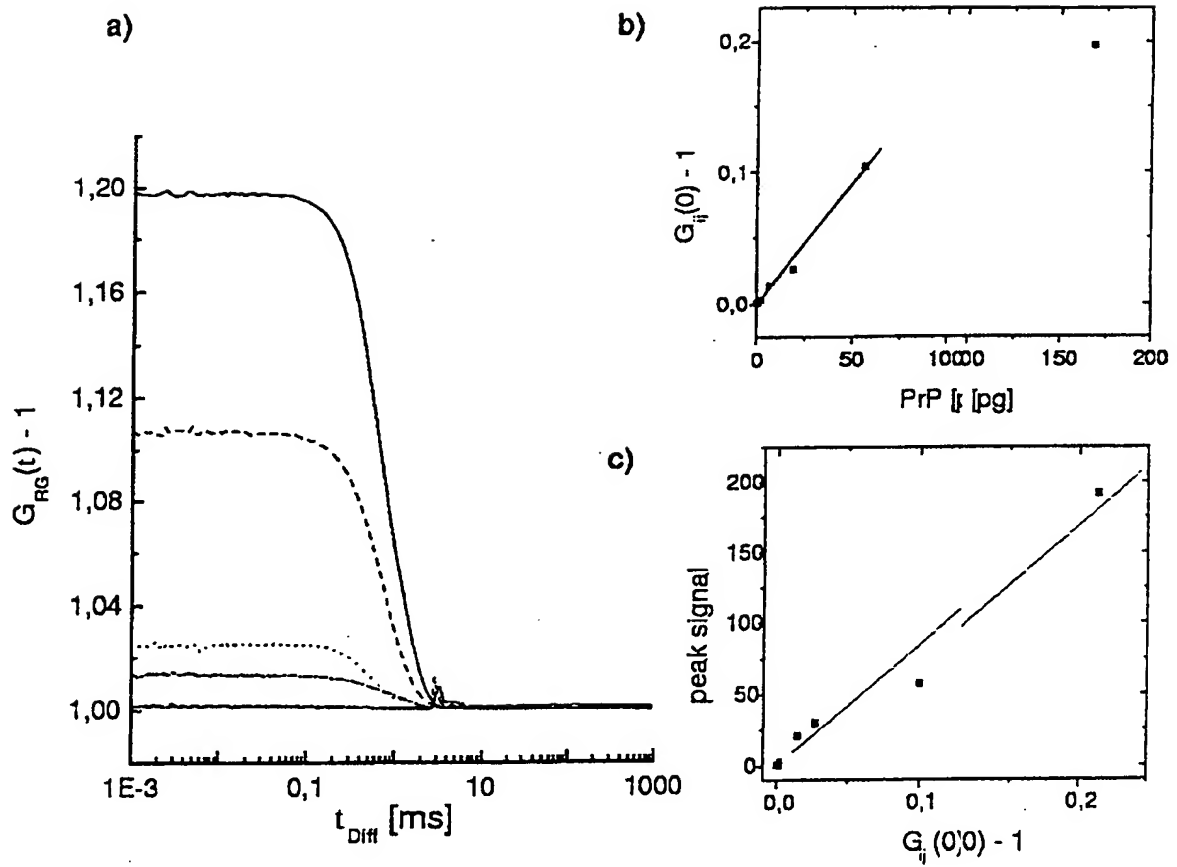 a)
1,20
1,16
1,12
1,08
1,04
1,00
G_RG(t) - 1
1E-3
0,1
10
1000
t_Diff [ms]
b)
0,2
0,1
0,0
G_ij(0) - 1
0
50
10000
150
200
PrP [ [pg]
c)
200
150
100
50
0
peak signal
0,0
0,1
0,2
G_ij (0)0) - 1